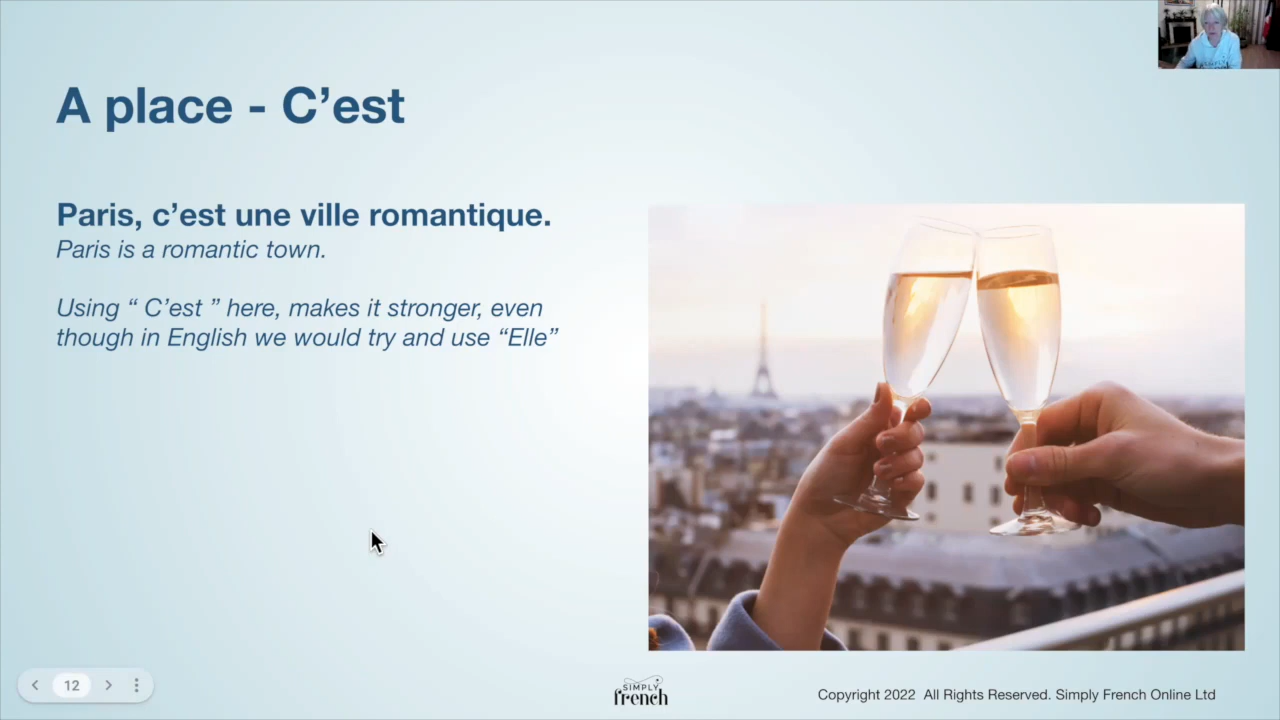 A place - C’est
Paris, c’est une ville romantique.
Paris is a romantic town.
Using “ C’est ” here, makes it stronger, even
though in English we would try and use “Elle”
12
SIMPLY
french
Copyright 2022 All Rights Reserved. Simply French Online Ltd